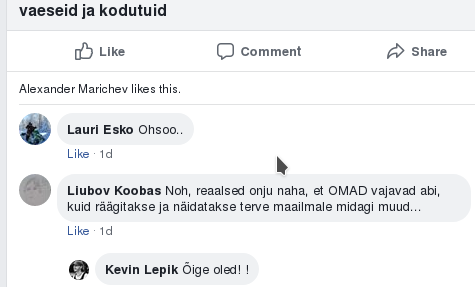 vaeseid ja kodutuid
Like
Comment
Share
Alexander Marichev likes this.
Lauri Esko Ohsoo..
Like · 1d
Liubov Koobas Noh, reaalsed onju naha, et OMAD vajavad abi,
kuid räägitakse ja näidatakse terve maailmale midagi muud...
Like · 1d
Kevin Lepik Õige oled! !